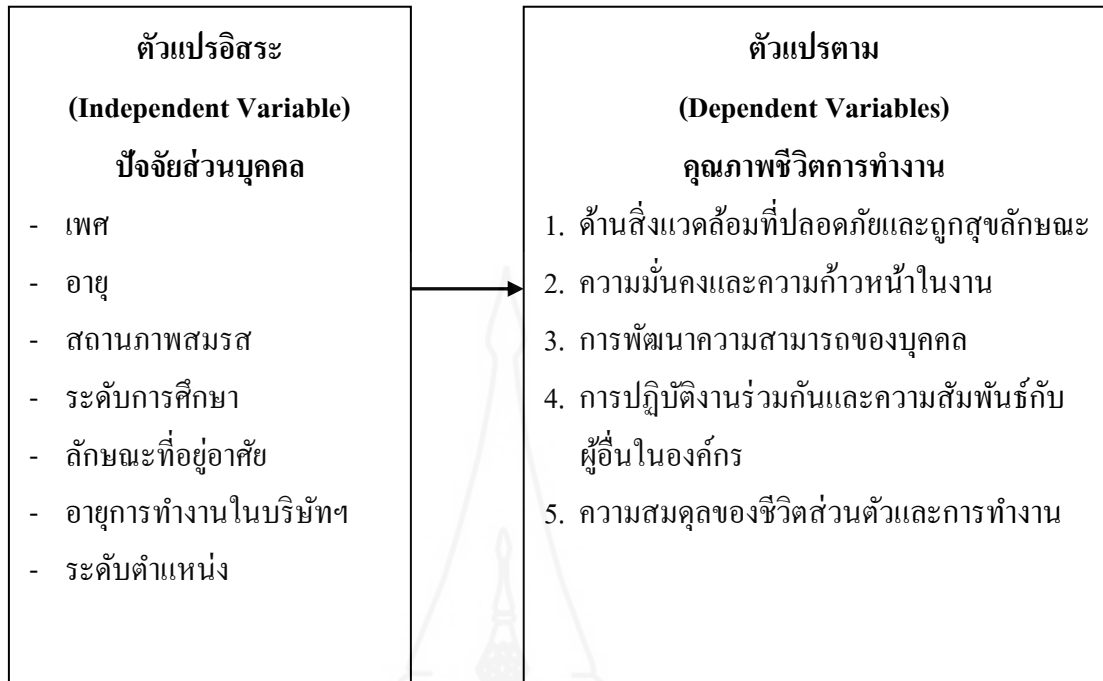 ตัวแปรอิสระ
(Independent Variable)
ปัจจัยส่วนบุคคล
- เพศ
- อายุ
- สถานภาพสมรส
- ระดับการศึกษา
- ลักษณะที่อยู่อาศัย
- อายุการทำงานในบริษัทฯ
- ระดับตำแหน่ง
ตัวแปรตาม
(Dependent Variables)
คุณภาพชีวิตการทำงาน
1. ด้านสิ่งแวดล้อมที่ปลอดภัยและถูกสุขลักษณะ
2. ความมั่นคงและความก้าวหน้าในงาน
3. การพัฒนาความสามารถของบุคคล
4. การปฏิบัติงานร่วมกันและความสัมพันธ์กับ
ผู้อื่นในองค์กร
5. ความสมดุลของชีวิตส่วนตัวและการทำงาน